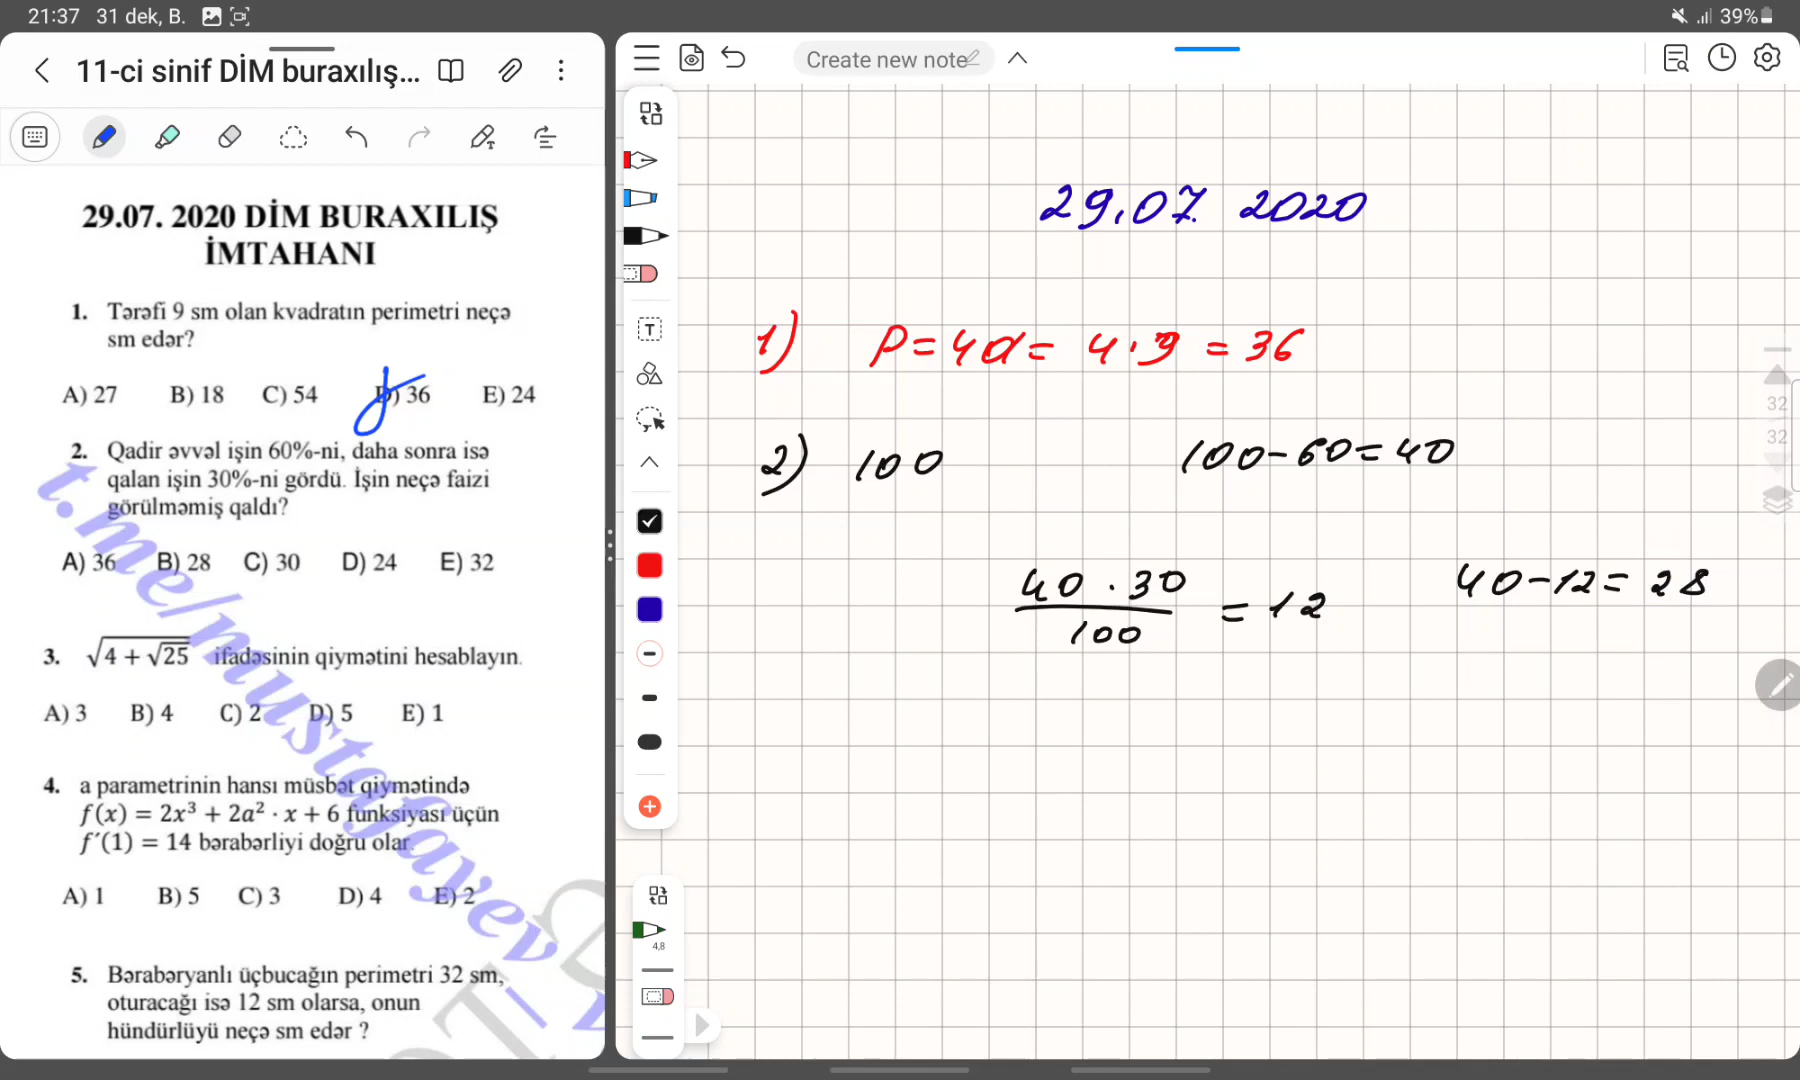 21:37 31 dek, B.
39%
11-ci sinif DİM buraxılış...
29.07. 2020 DİM BURAXILIŞ
İMTAHANI
1. Tərəfi 9 sm olan kvadratın perimetri neçə
sm edər?
A) 27 B) 18 C) 54 D) 36 E) 24
2. Qadir əvvəl işin 60%-ni, daha sonra isə
qalan işin 30%-ni gördü. İşin neçə faizi
görülməmiş qaldı?
A) 36 B) 28 C) 30 D) 24 E) 32
3. √(4 + √25) ifadəsinin qiymətini hesablayın.
A) 3 B) 4 C) 2 D) 5 E) 1
4. a parametrinin hansı müsbət qiymətində
f(x) = 2x³ + 2a² · x + 6 funksiyası üçün
f′(1) = 14 bərabərliyi doğru olar.
A) 1 B) 5 C) 3 D) 4 E) 2
5. Bərabəryanlı üçbucağın perimetri 32 sm,
oturacağı isə 12 sm olarsa, onun
hündürlüyü neçə sm edər ?
t.me/mustafayev_
Create new note
T
4,8
29.07. 2020
1) P = 4a = 4 · 9 = 36
2) 100 100 - 60 = 40
40 · 30 / 100 = 12 40 - 12 = 28
32
32